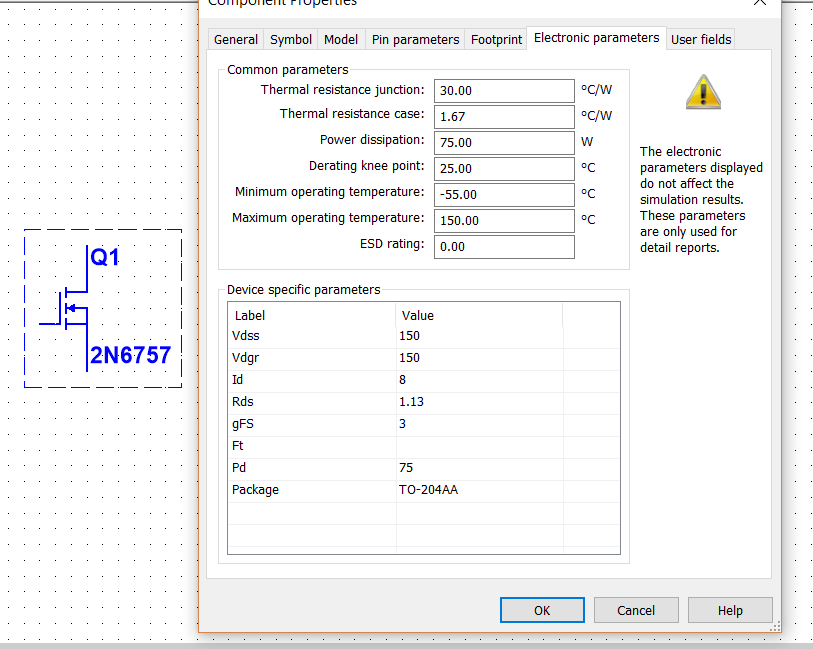 Component Properties
General Symbol Model Pin parameters Footprint Electronic parameters User fields
Common parameters
Thermal resistance junction: 30.00 °C/W
Thermal resistance case: 1.67 °C/W
Power dissipation: 75.00 W
Derating knee point: 25.00 °C
Minimum operating temperature: -55.00 °C
Maximum operating temperature: 150.00 °C
ESD rating: 0.00
The electronic
parameters displayed
do not affect the
simulation results.
These parameters
are only used for
detail reports.
Q1
2N6757
Device specific parameters
Label Value
Vdss 150
Vdgr 150
Id 8
Rds 1.13
gFS 3
Ft
Pd 75
Package TO-204AA
OK Cancel Help